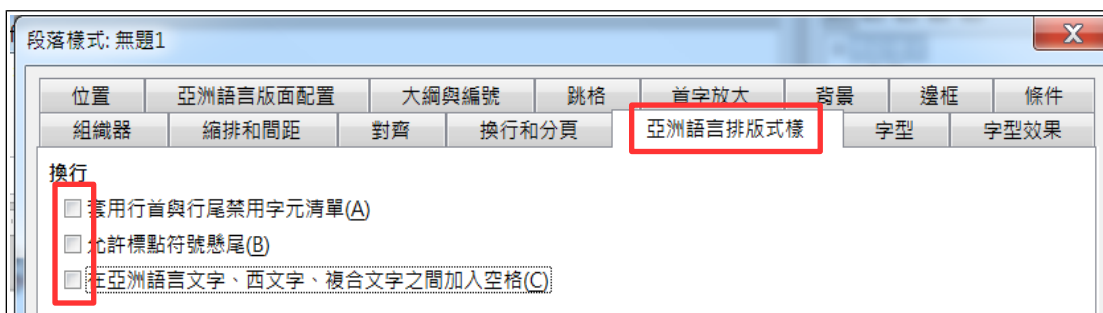 段落樣式: 無題1
位置 亞洲語言版面配置 大綱與編號 跳格 首字放大 背景 邊框 條件
組織器 縮排和間距 對齊 換行和分頁 亞洲語言排版式樣 字型 字型效果
換行
套用行首與行尾禁用字元清單(A)
允許標點符號懸尾(B)
在亞洲語言文字、西文字、複合文字之間加入空格(C)